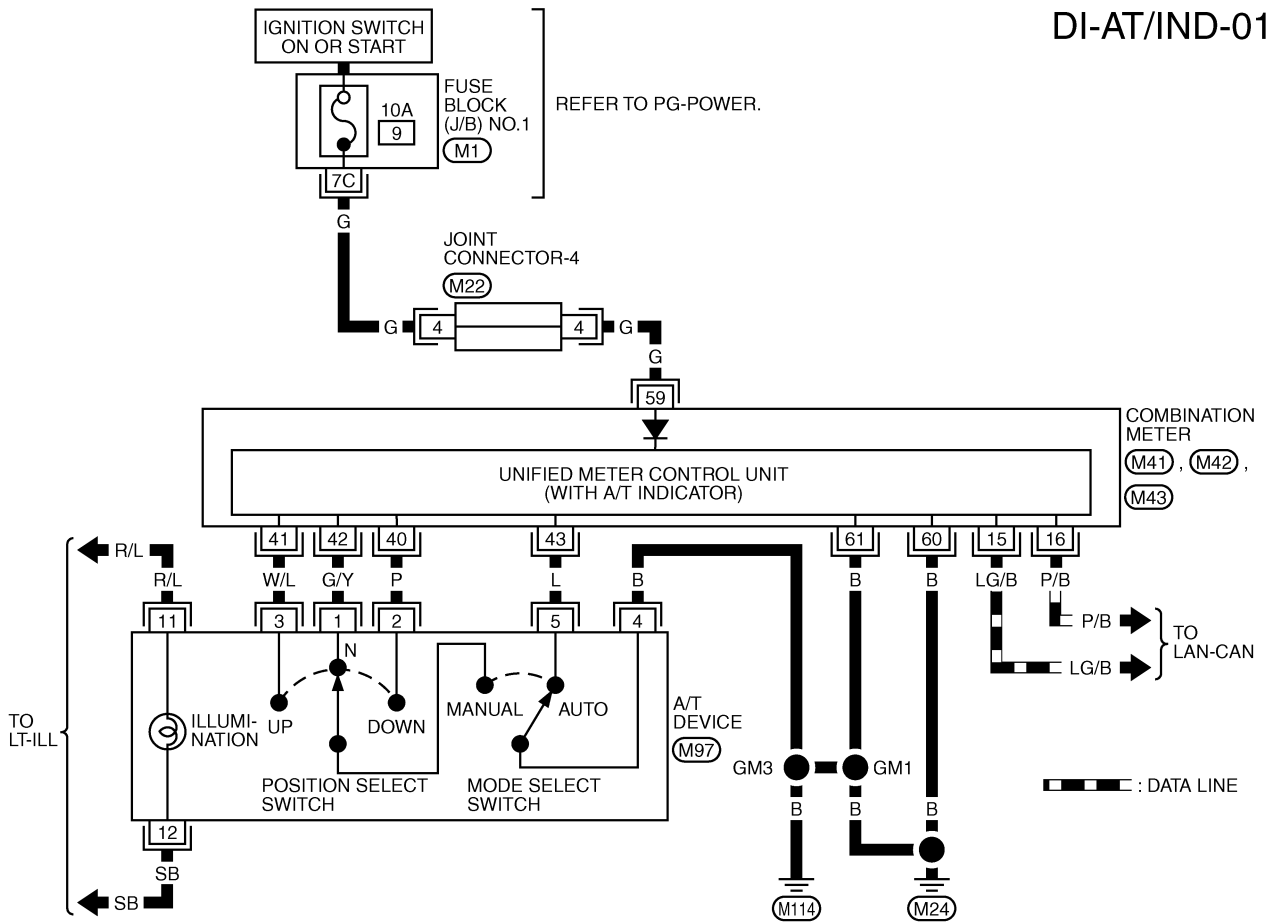 DI-AT/IND-01
IGNITION SWITCH
ON OR START
10A
9
FUSE
BLOCK
(J/B) NO.1
M1
REFER TO PG-POWER.
7C
G
JOINT
CONNECTOR-4
M22
G
4
4
G
G
59
COMBINATION
METER
M41 , M42 ,
M43
UNIFIED METER CONTROL UNIT
(WITH A/T INDICATOR)
41
42
40
43
61
60
15
16
R/L
R/L
W/L
G/Y
P
L
B
B
B
LG/B
P/B
11
3
1
2
5
4
P/B
LG/B
TO
LAN-CAN
N
UP
DOWN
MANUAL
AUTO
ILLUMI-
NATION
A/T
DEVICE
M97
TO
LT-ILL
POSITION SELECT
SWITCH
MODE SELECT
SWITCH
GM3
GM1
: DATA LINE
B
B
B
12
SB
SB
M114
M24